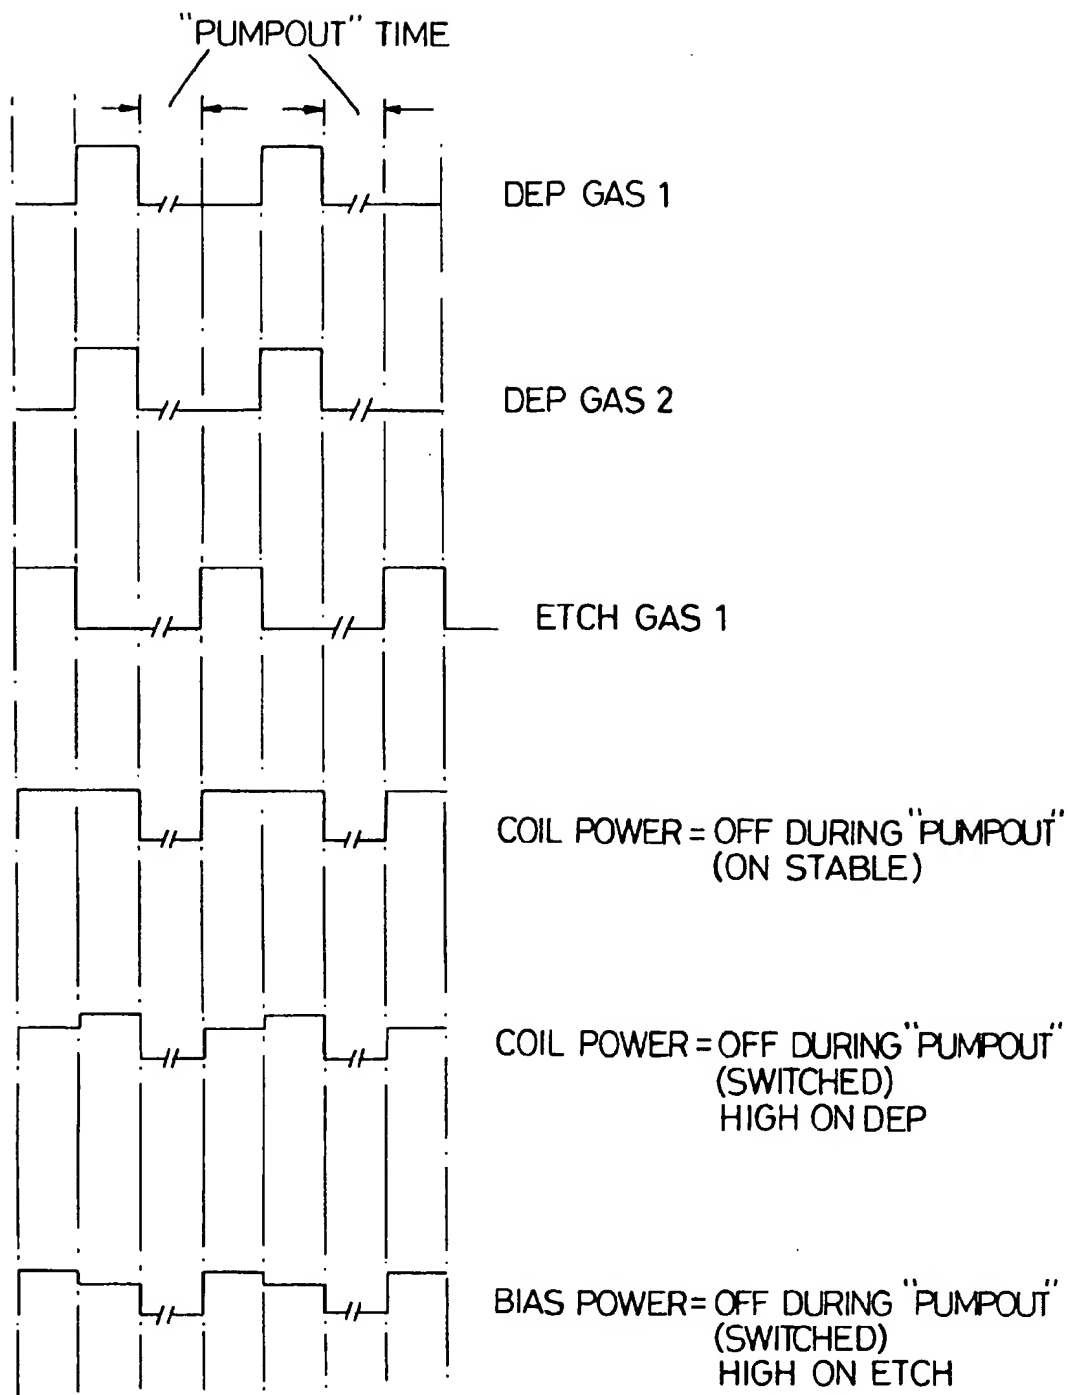 "PUMPOUT" TIME
DEP GAS 1
DEP GAS 2
ETCH GAS 1
COIL POWER = OFF DURING "PUMPOUT"
(ON STABLE)
COIL POWER = OFF DURING "PUMPOUT"
(SWITCHED)
HIGH ON DEP
BIAS POWER = OFF DURING "PUMPOUT"
(SWITCHED)
HIGH ON ETCH